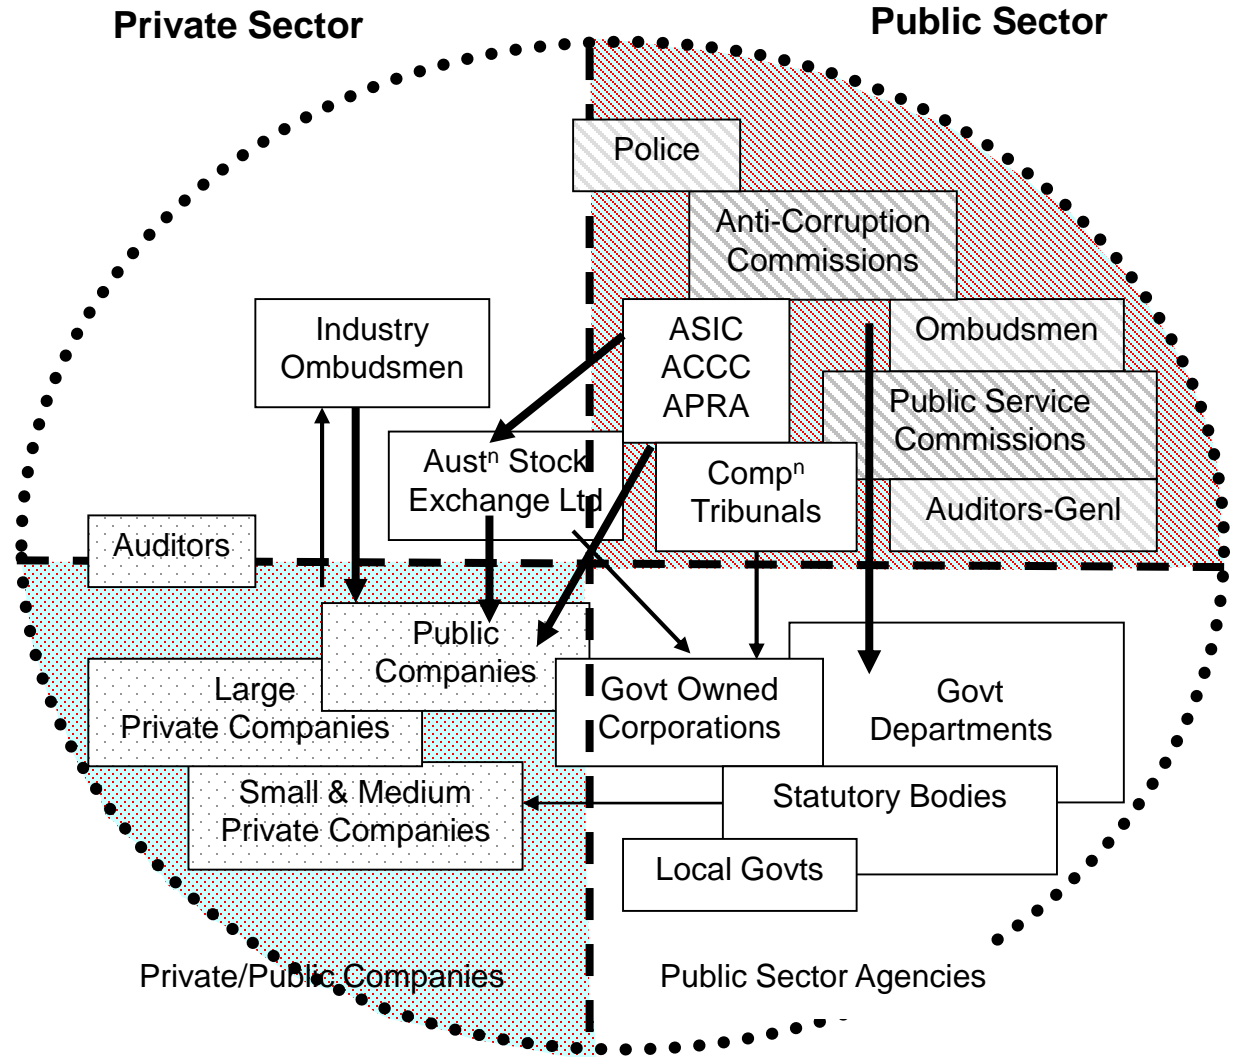 Private Sector
Public Sector
Police
Anti-Corruption
Commissions
Industry
Ombudsmen
ASIC
ACCC
APRA
Ombudsmen
Public Service
Commissions
Austⁿ Stock
Exchange Ltd
Compⁿ
Tribunals
Auditors-Genl
Auditors
Public
Companies
Large
Private Companies
Govt Owned
Corporations
Govt
Departments
Small & Medium
Private Companies
Statutory Bodies
Local Govts
Private/Public Companies
Public Sector Agencies